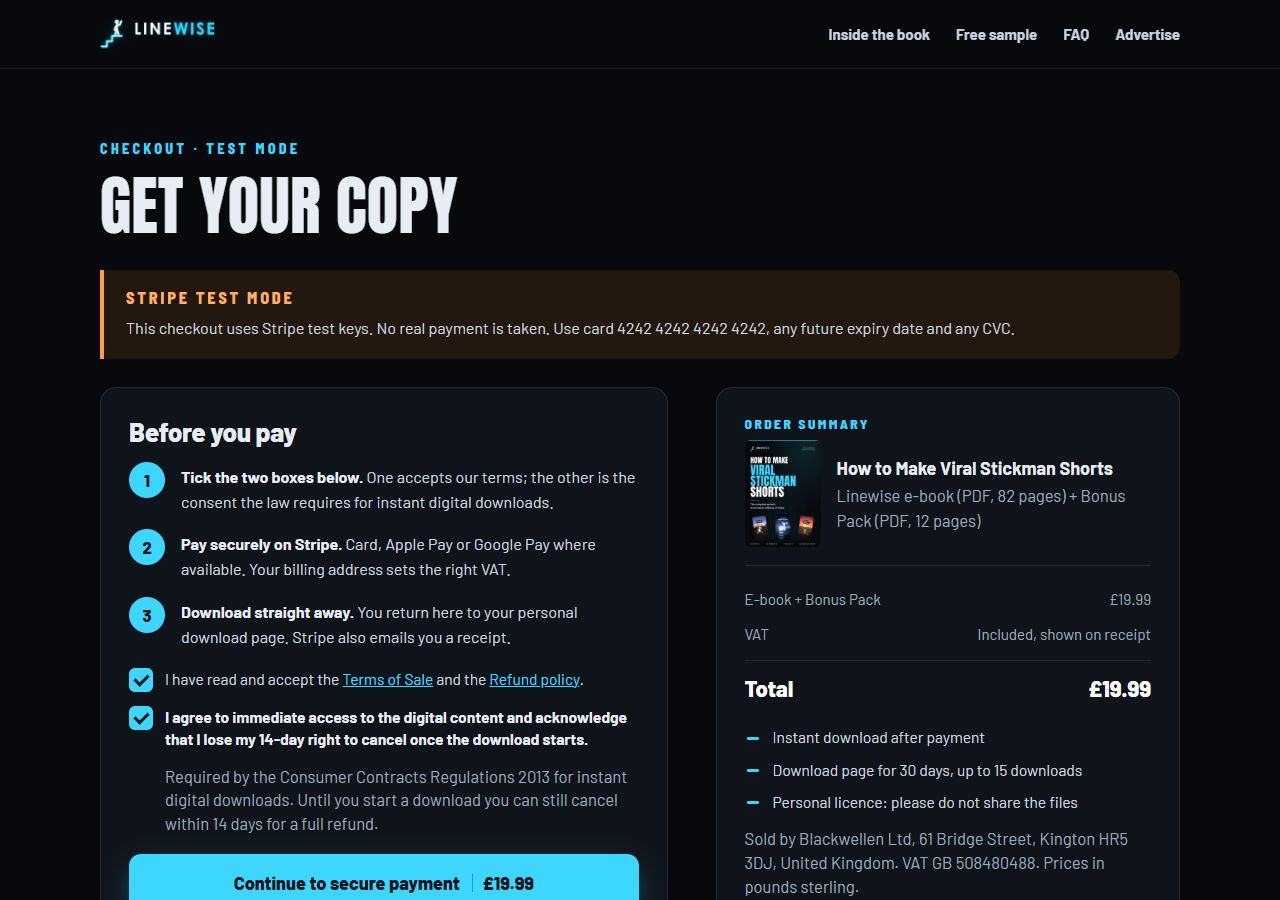 LINEWISE
Inside the book
Free sample
FAQ
Advertise
CHECKOUT · TEST MODE
GET YOUR COPY
STRIPE TEST MODE
This checkout uses Stripe test keys. No real payment is taken. Use card 4242 4242 4242 4242, any future expiry date and any CVC.
Before you pay
1
Tick the two boxes below. One accepts our terms; the other is the
consent the law requires for instant digital downloads.
2
Pay securely on Stripe. Card, Apple Pay or Google Pay where
available. Your billing address sets the right VAT.
3
Download straight away. You return here to your personal
download page. Stripe also emails you a receipt.
I have read and accept the Terms of Sale and the Refund policy.
I agree to immediate access to the digital content and acknowledge
that I lose my 14-day right to cancel once the download starts.
Required by the Consumer Contracts Regulations 2013 for instant
digital downloads. Until you start a download you can still cancel
within 14 days for a full refund.
Continue to secure payment £19.99
ORDER SUMMARY
HOW TO MAKE
VIRAL
STICKMAN
SHORTS
How to Make Viral Stickman Shorts
Linewise e-book (PDF, 82 pages) + Bonus
Pack (PDF, 12 pages)
E-book + Bonus Pack £19.99
VAT Included, shown on receipt
Total £19.99
Instant download after payment
Download page for 30 days, up to 15 downloads
Personal licence: please do not share the files
Sold by Blackwellen Ltd, 61 Bridge Street, Kington HR5
3DJ, United Kingdom. VAT GB 508480488. Prices in
pounds sterling.